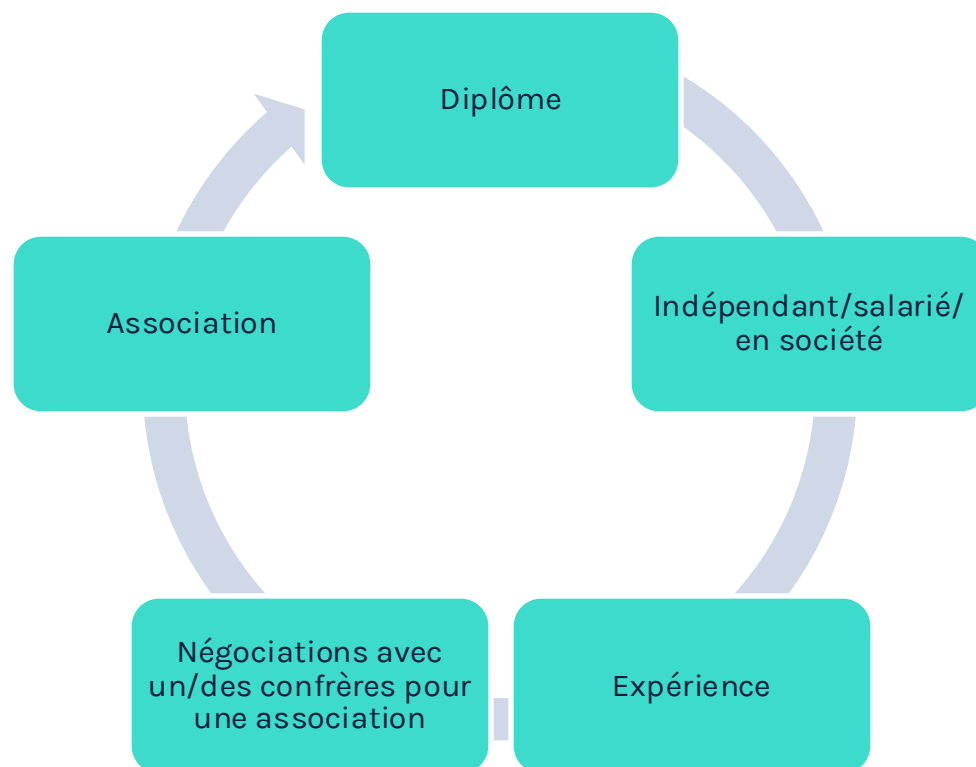 Diplôme
Indépendant/salarié/
en société
Expérience
Négociations avec
un/des confrères pour
une association
Association